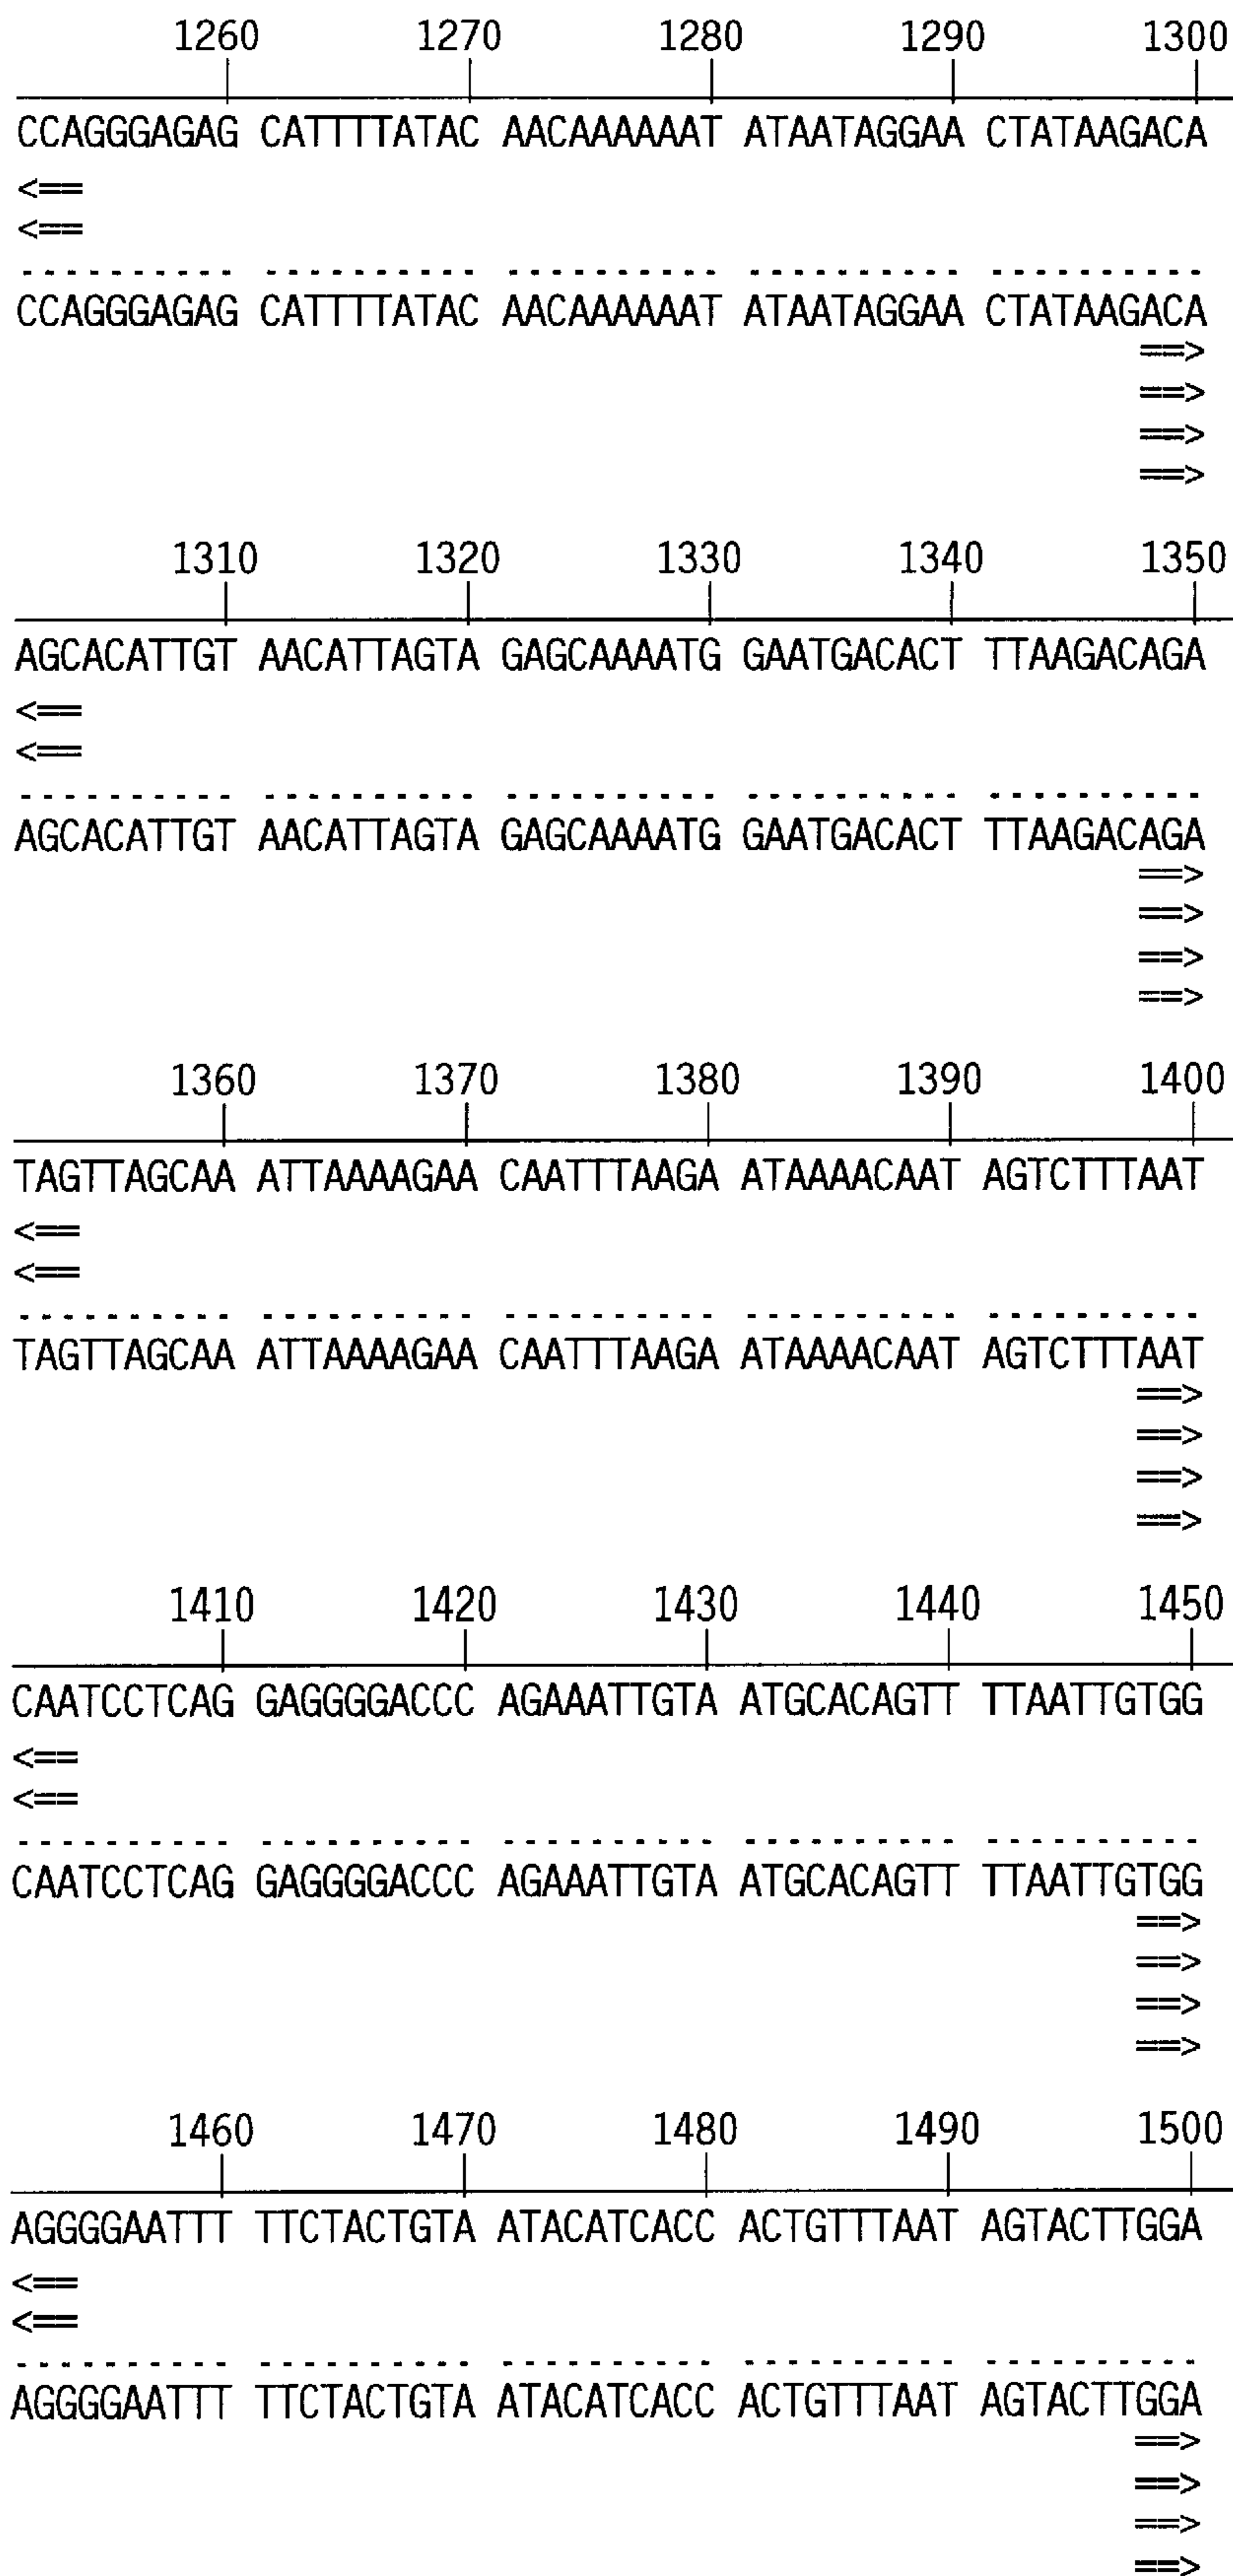 1260 1270 1280 1290 1300
CCAGGGAGAG CATTTTATAC AACAAAAAAT ATAATAGGAA CTATAAGACA
<==
<==
---------- ---------- ---------- ---------- ----------
CCAGGGAGAG CATTTTATAC AACAAAAAAT ATAATAGGAA CTATAAGACA
==>
==>
==>
==>
1310 1320 1330 1340 1350
AGCACATTGT AACATTAGTA GAGCAAAATG GAATGACACT TTAAGACAGA
<==
<==
---------- ---------- ---------- ---------- ----------
AGCACATTGT AACATTAGTA GAGCAAAATG GAATGACACT TTAAGACAGA
==>
==>
==>
==>
1360 1370 1380 1390 1400
TAGTTAGCAA ATTAAAAGAA CAATTTAAGA ATAAAACAAT AGTCTTTAAT
<==
<==
---------- ---------- ---------- ---------- ----------
TAGTTAGCAA ATTAAAAGAA CAATTTAAGA ATAAAACAAT AGTCTTTAAT
==>
==>
==>
==>
1410 1420 1430 1440 1450
CAATCCTCAG GAGGGGACCC AGAAATTGTA ATGCACAGTT TTAATTGTGG
<==
<==
---------- ---------- ---------- ---------- ----------
CAATCCTCAG GAGGGGACCC AGAAATTGTA ATGCACAGTT TTAATTGTGG
==>
==>
==>
==>
1460 1470 1480 1490 1500
AGGGGAATTT TTCTACTGTA ATACATCACC ACTGTTTAAT AGTACTTGGA
<==
<==
---------- ---------- ---------- ---------- ----------
AGGGGAATTT TTCTACTGTA ATACATCACC ACTGTTTAAT AGTACTTGGA
==>
==>
==>
==>